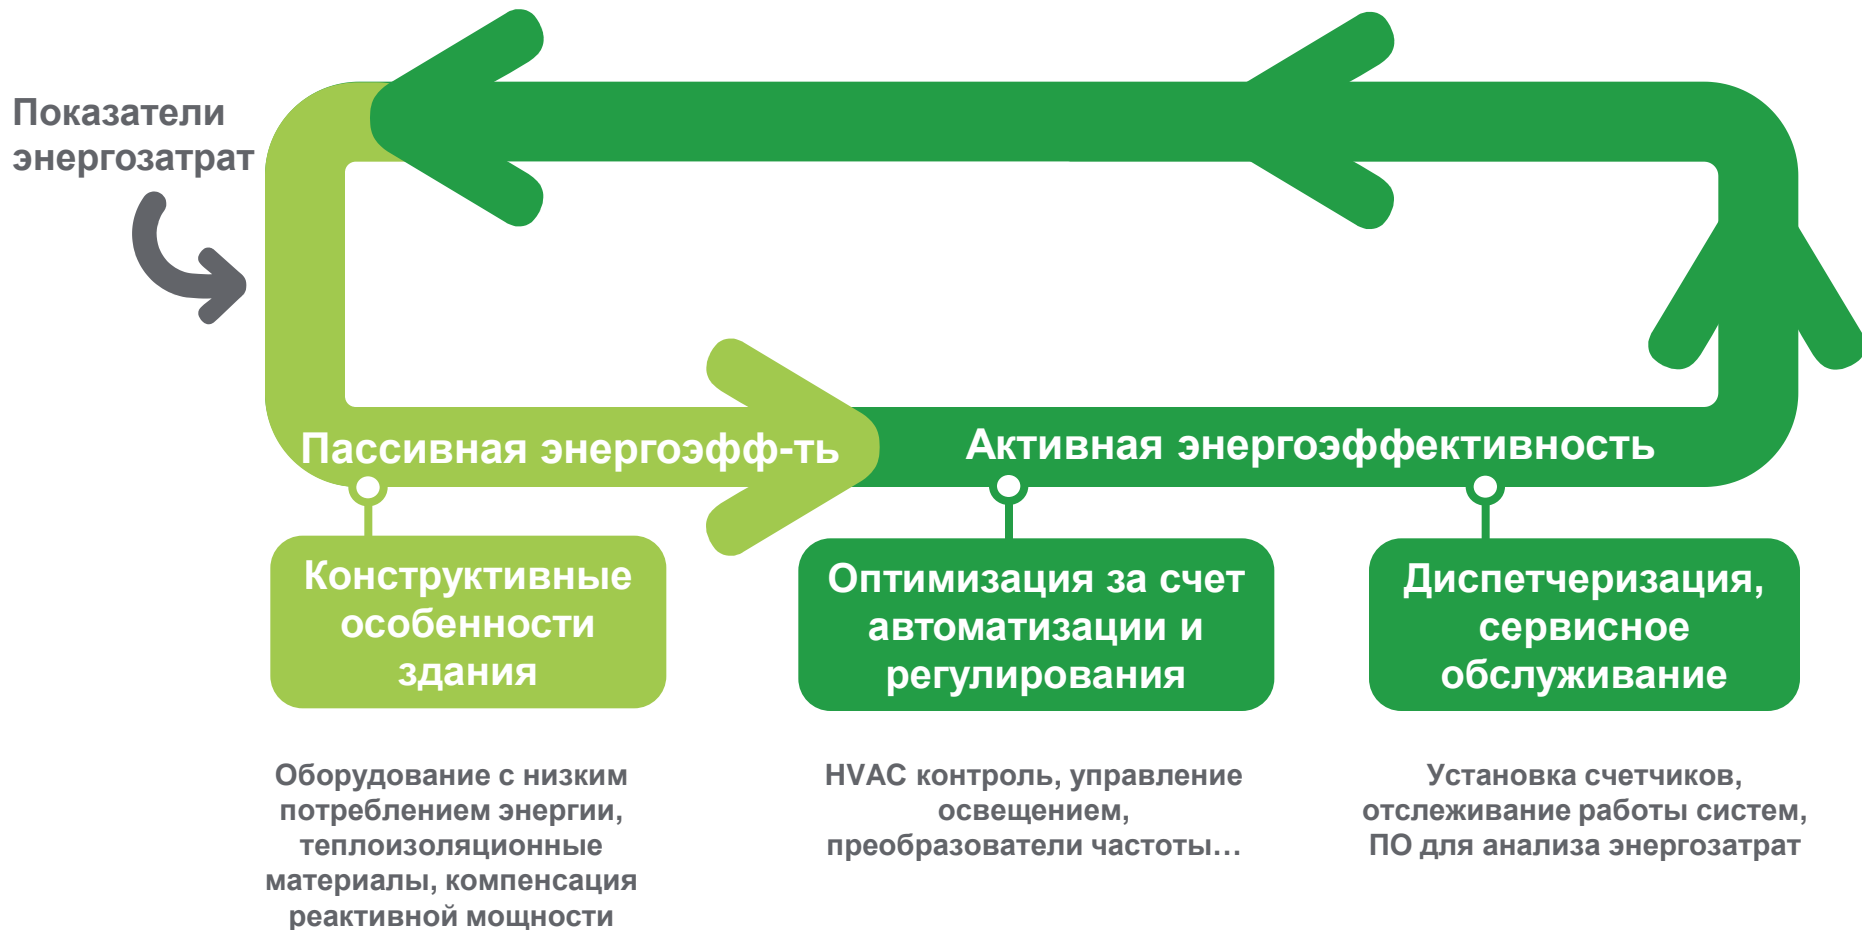 Показатели
энергозатрат
Пассивная энергоэфф-ть
Активная энергоэффективность
Конструктивные
особенности
здания
Оптимизация за счет
автоматизации и
регулирования
Диспетчеризация,
сервисное
обслуживание
Оборудование с низким
потреблением энергии,
теплоизоляционные
материалы, компенсация
реактивной мощности
HVAC контроль, управление
освещением,
преобразователи частоты…
Установка счетчиков,
отслеживание работы систем,
ПО для анализа энергозатрат